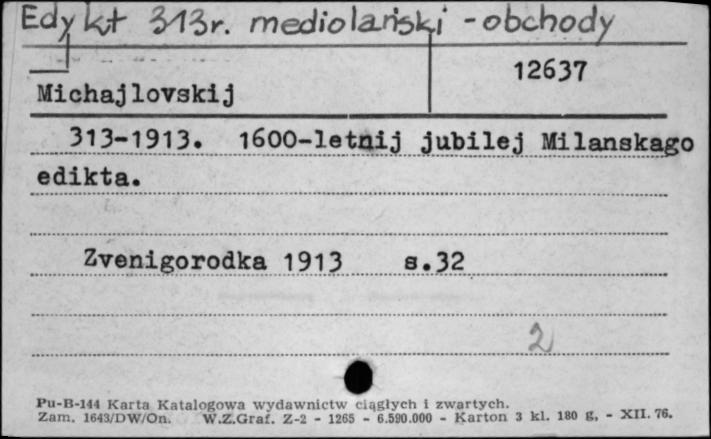 Edykt 313r. mediolański - obchody
12637
Michajlovskij
313-1913. 1600-letnij jubilej Milanskago
edikta.
Zvenigorodka 1913 s.32
2
Pu-B-144 Karta Katalogowa wydawnictw ciągłych i zwartych.
Zam. 1643/DW/On. W.Z.Graf. Z-2 - 1265 - 6.590.000 - Karton 3 kl. 180 g. - XII. 76.